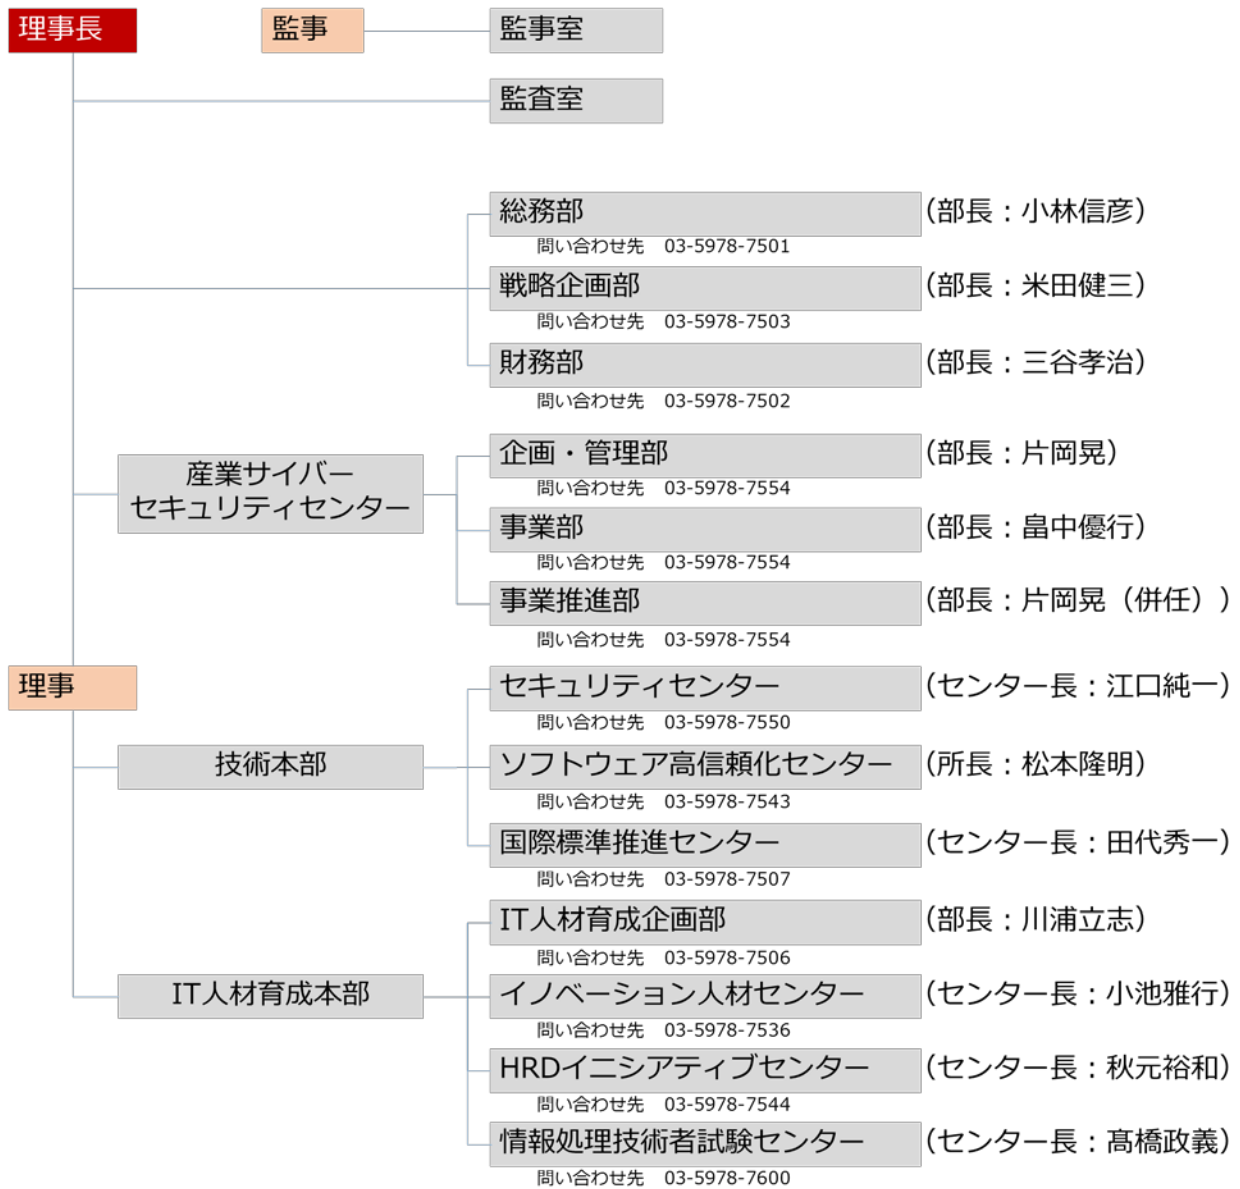 理事長
監事
監事室
監査室
総務部
(部長：小林信彦)
問い合わせ先 03-5978-7501
戦略企画部
(部長：米田健三)
問い合わせ先 03-5978-7503
財務部
(部長：三谷孝治)
問い合わせ先 03-5978-7502
産業サイバー
セキュリティセンター
企画・管理部
(部長：片岡晃)
問い合わせ先 03-5978-7554
事業部
(部長：畠中優行)
問い合わせ先 03-5978-7554
事業推進部
(部長：片岡晃（併任）)
問い合わせ先 03-5978-7554
理事
技術本部
セキュリティセンター
(センター長：江口純一)
問い合わせ先 03-5978-7550
ソフトウェア高信頼化センター
(所長：松本隆明)
問い合わせ先 03-5978-7543
国際標準推進センター
(センター長：田代秀一)
問い合わせ先 03-5978-7507
IT人材育成本部
IT人材育成企画部
(部長：川浦立志)
問い合わせ先 03-5978-7506
イノベーション人材センター
(センター長：小池雅行)
問い合わせ先 03-5978-7536
HRDイニシアティブセンター
(センター長：秋元裕和)
問い合わせ先 03-5978-7544
情報処理技術者試験センター
(センター長：髙橋政義)
問い合わせ先 03-5978-7600